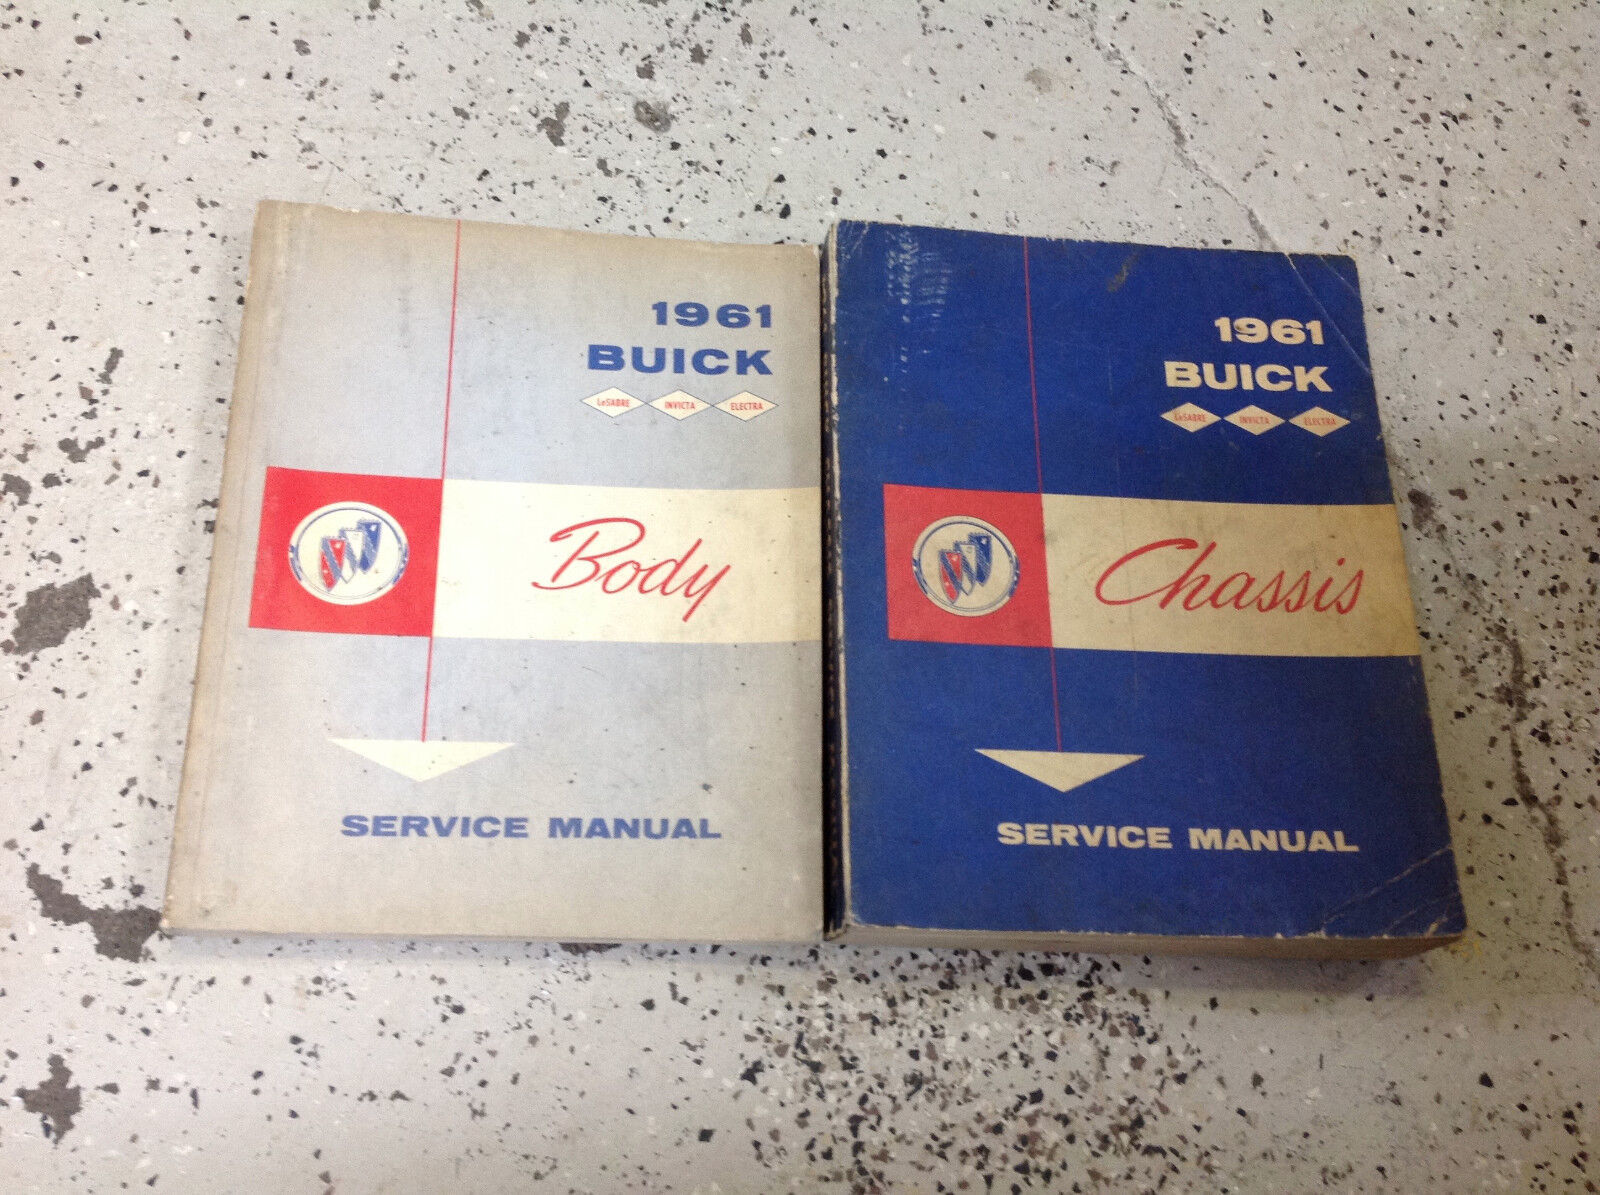 1961
BUICK
LeSABRE INVICTA ELECTRA
Body
SERVICE MANUAL
1961
BUICK
LeSABRE INVICTA ELECTRA
Chassis
SERVICE MANUAL